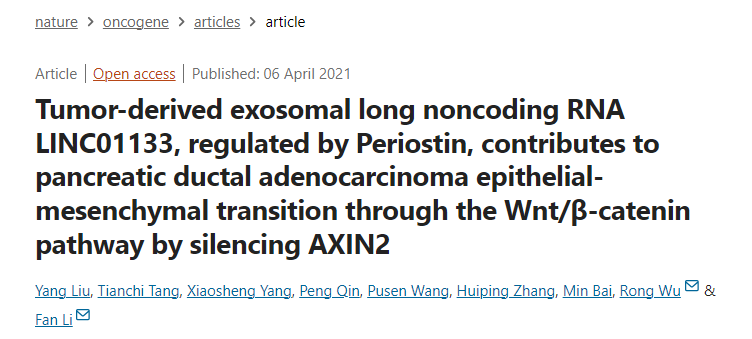 nature > oncogene > articles > article
Article | Open access | Published: 06 April 2021
Tumor-derived exosomal long noncoding RNA
LINC01133, regulated by Periostin, contributes to
pancreatic ductal adenocarcinoma epithelial-
mesenchymal transition through the Wnt/β-catenin
pathway by silencing AXIN2
Yang Liu, Tianchi Tang, Xiaosheng Yang, Peng Qin, Pusen Wang, Huiping Zhang, Min Bai, Rong Wu &
Fan Li